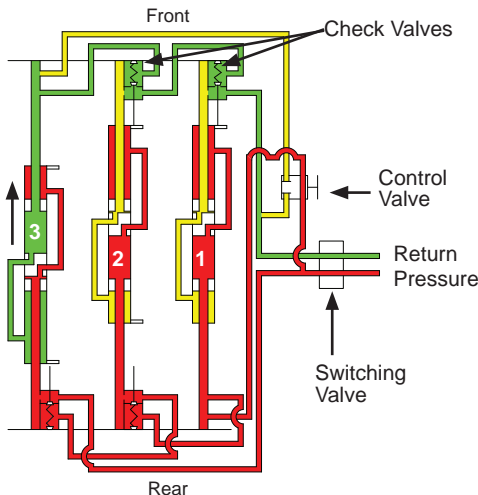 Front
Check Valves
Control
Valve
3
2
1
Return
Pressure
Switching
Valve
Rear